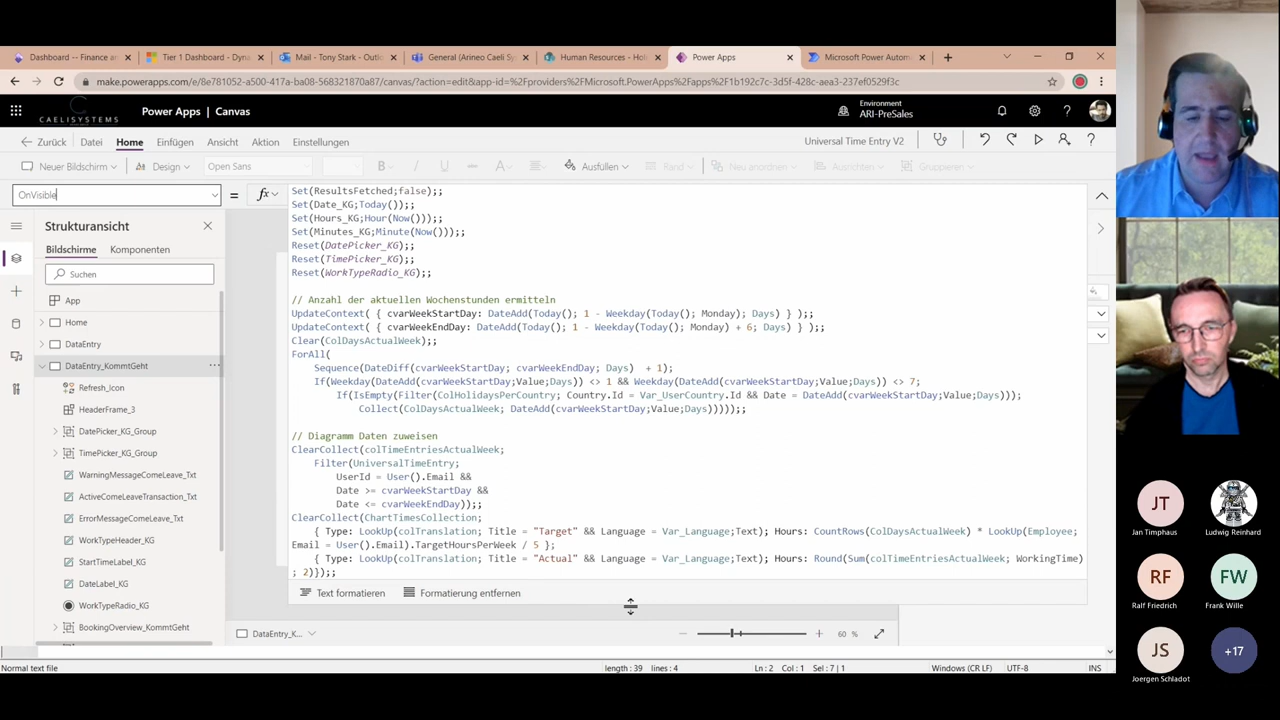 Dashboard -- Finance an
Tier 1 Dashboard - Dyna
Mail - Tony Stark - Outlo
General (Arineo Caeli Sy
Human Resources - Hol
Power Apps
Microsoft Power Autom
make.powerapps.com/e/8e781052-a500-417a-ba08-568321870a87/canvas/?action=edit&app-id=%2Fproviders%2FMicrosoft.PowerApps%2Fapps%2F1b192c7c-3d5f-428c-aea3-237ef0529f3c
CAELISYSTEMS
Power Apps | Canvas
Environment
ARI-PreSales
Zurück
Datei
Home
Einfügen
Ansicht
Aktion
Einstellungen
Universal Time Entry V2
Neuer Bildschirm
Design
Open Sans
B
Ausfüllen
Rand
Neu anordnen
Ausrichten
Gruppieren
OnVisible
=
fx
Strukturansicht
Bildschirme
Komponenten
Suchen
App
Home
DataEntry
DataEntry_KommtGeht
Refresh_Icon
HeaderFrame_3
DatePicker_KG_Group
TimePicker_KG_Group
WarningMessageComeLeave_Txt
ActiveComeLeaveTransaction_Txt
ErrorMessageComeLeave_Txt
WorkTypeHeader_KG
StartTimeLabel_KG
DateLabel_KG
WorkTypeRadio_KG
BookingOverview_KommtGeht
Set(ResultsFetched;false);;
Set(Date_KG;Today());;
Set(Hours_KG;Hour(Now()));;
Set(Minutes_KG;Minute(Now()));;
Reset(DatePicker_KG);;
Reset(TimePicker_KG);;
Reset(WorkTypeRadio_KG);;
// Anzahl der aktuellen Wochenstunden ermitteln
UpdateContext( { cvarWeekStartDay: DateAdd(Today(); 1 - Weekday(Today(); Monday); Days) } );;
UpdateContext( { cvarWeekEndDay: DateAdd(Today(); 1 - Weekday(Today(); Monday) + 6; Days) } );;
Clear(ColDaysActualWeek);;
ForAll(
Sequence(DateDiff(cvarWeekStartDay; cvarWeekEndDay; Days) + 1);
If(Weekday(DateAdd(cvarWeekStartDay;Value;Days)) <> 1 && Weekday(DateAdd(cvarWeekStartDay;Value;Days)) <> 7;
If(IsEmpty(Filter(ColHolidaysPerCountry; Country.Id = Var_UserCountry.Id && Date = DateAdd(cvarWeekStartDay;Value;Days)));
Collect(ColDaysActualWeek; DateAdd(cvarWeekStartDay;Value;Days)))));;
// Diagramm Daten zuweisen
ClearCollect(colTimeEntriesActualWeek;
Filter(UniversalTimeEntry;
UserId = User().Email &&
Date >= cvarWeekStartDay &&
Date <= cvarWeekEndDay));;
ClearCollect(ChartTimesCollection;
{ Type: LookUp(colTranslation; Title = "Target" && Language = Var_Language;Text); Hours: CountRows(ColDaysActualWeek) * LookUp(Employee;
Email = User().Email).TargetHoursPerWeek / 5 };
{ Type: LookUp(colTranslation; Title = "Actual" && Language = Var_Language;Text); Hours: Round(Sum(colTimeEntriesActualWeek; WorkingTime)
; 2)});;
Text formatieren
Formatierung entfernen
DataEntry_K...
60 %
Normal text file
length : 39
lines : 4
Ln : 2
Col : 1
Sel : 7 | 1
Windows (CR LF)
UTF-8
INS
JT
Jan Timphaus
Ludwig Reinhard
RF
Ralf Friedrich
FW
Frank Wille
JS
Joergen Schladot
+17